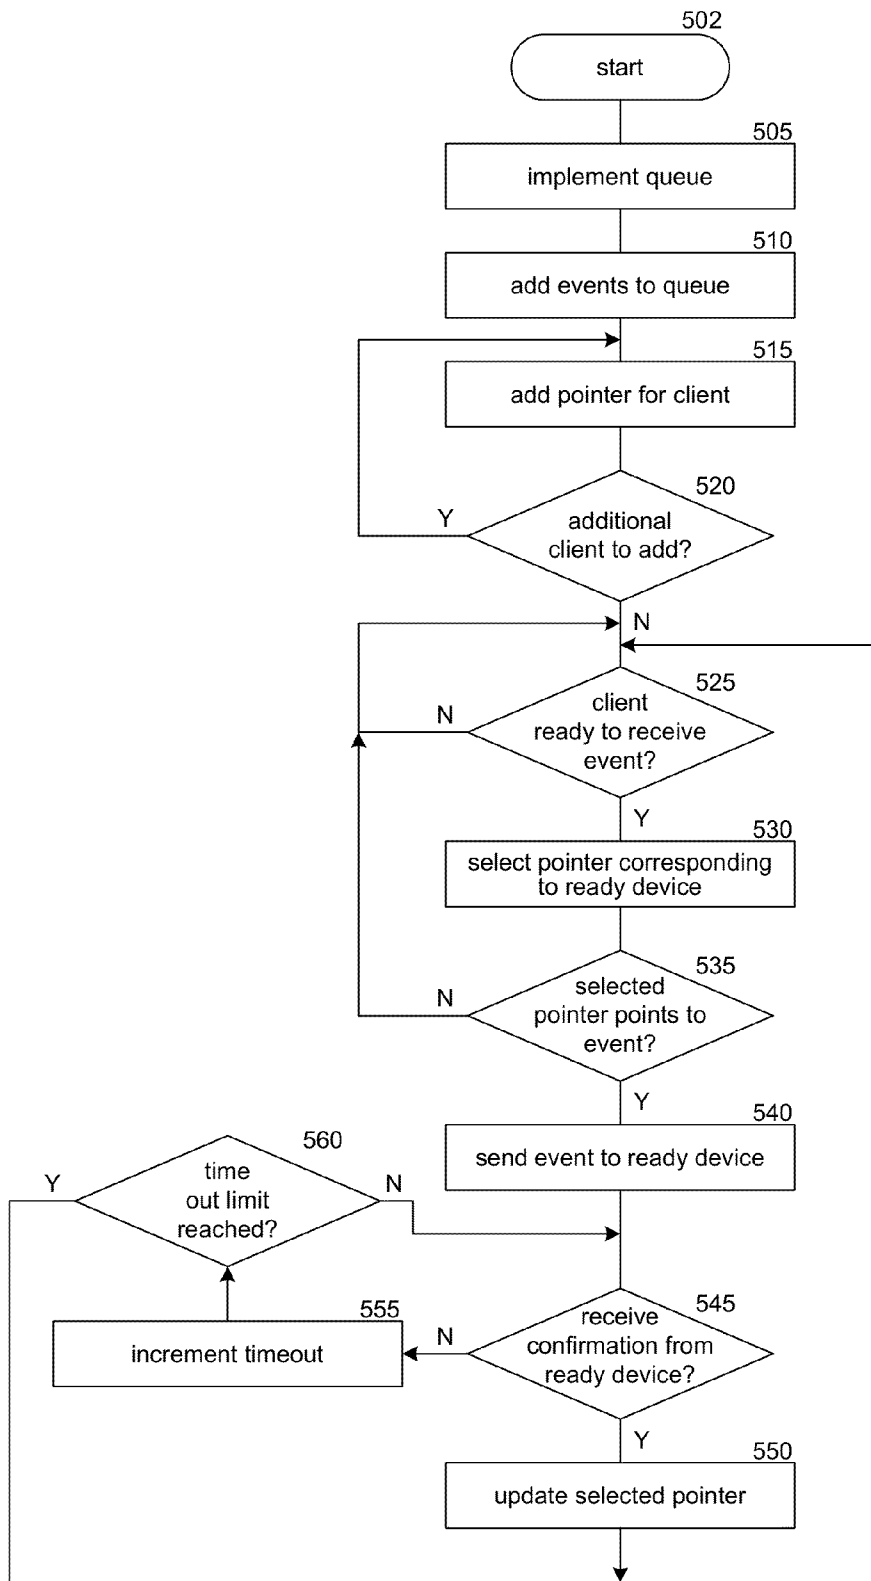 502
start
505
implement queue
510
add events to queue
515
add pointer for client
520
Y
additional
client to add?
N
525
client
N
ready to receive
event?
Y
530
select pointer corresponding
to ready device
535
selected
N
pointer points to
event?
Y
540
send event to ready device
560
time
Y
out limit
N
reached?
545
receive
555
confirmation from
N
increment timeout
ready device?
Y
550
update selected pointer